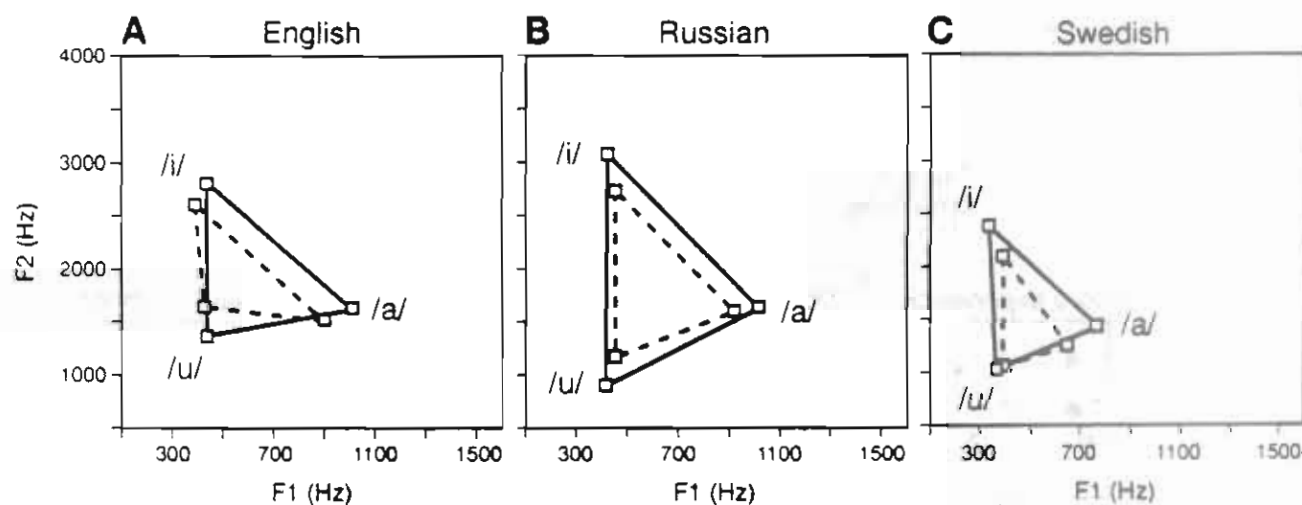 A English
B Russian
C Swedish
F2 (Hz)
4000
3000
2000
1000
/i/
/a/
/u/
300 700 1100 1500
F1 (Hz)
/i/
/a/
/u/
300 700 1100 1500
F1 (Hz)
/i/
/a/
/u/
300 700 1100 1500
F1 (Hz)